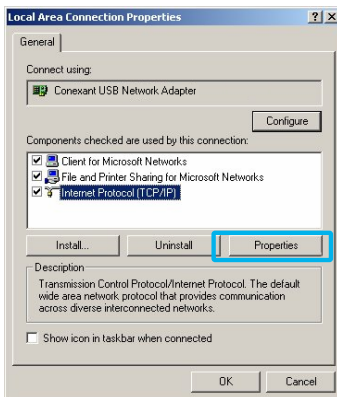 Local Area Connection Properties
General
Connect using:
Conexant USB Network Adapter
Configure
Components checked are used by this connection:
Client for Microsoft Networks
File and Printer Sharing for Microsoft Networks
Internet Protocol (TCP/IP)
Install... Uninstall Properties
Description
Transmission Control Protocol/Internet Protocol. The default
wide area network protocol that provides communication
across diverse interconnected networks.
Show icon in taskbar when connected
OK Cancel